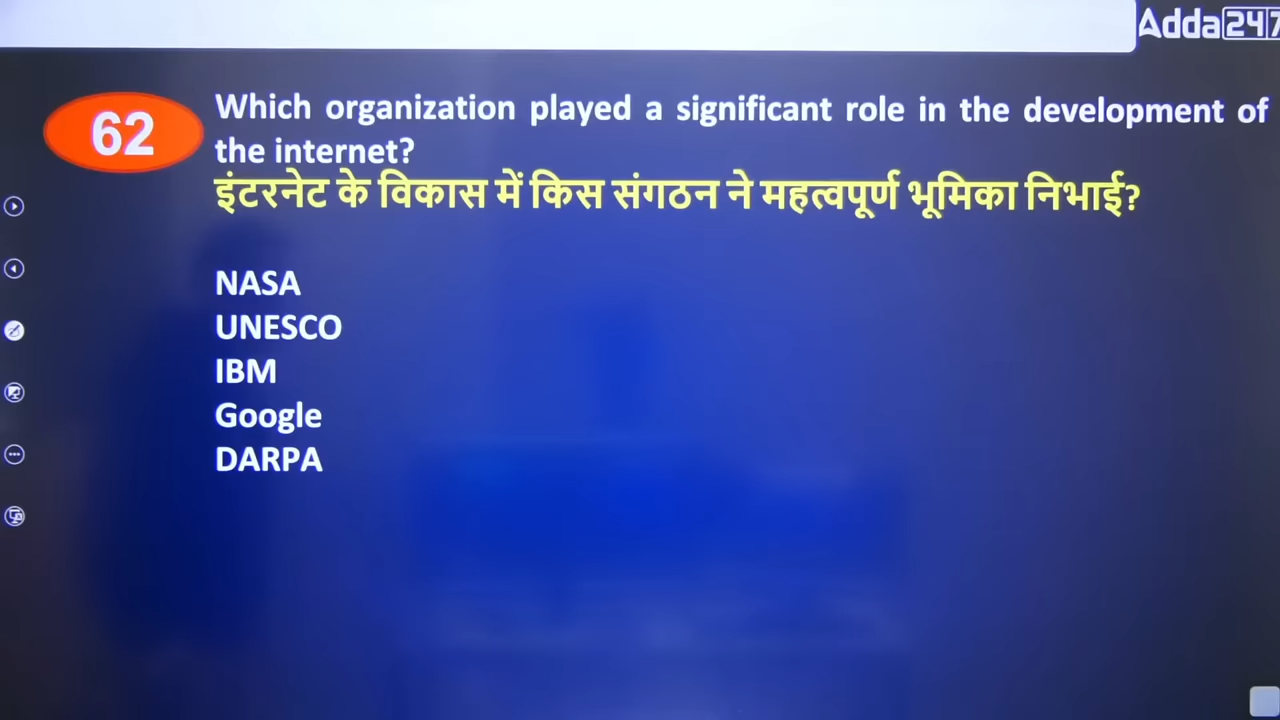 Adda247
62
Which organization played a significant role in the development of
the internet?
इंटरनेट के विकास में किस संगठन ने महत्वपूर्ण भूमिका निभाई?
NASA
UNESCO
IBM
Google
DARPA